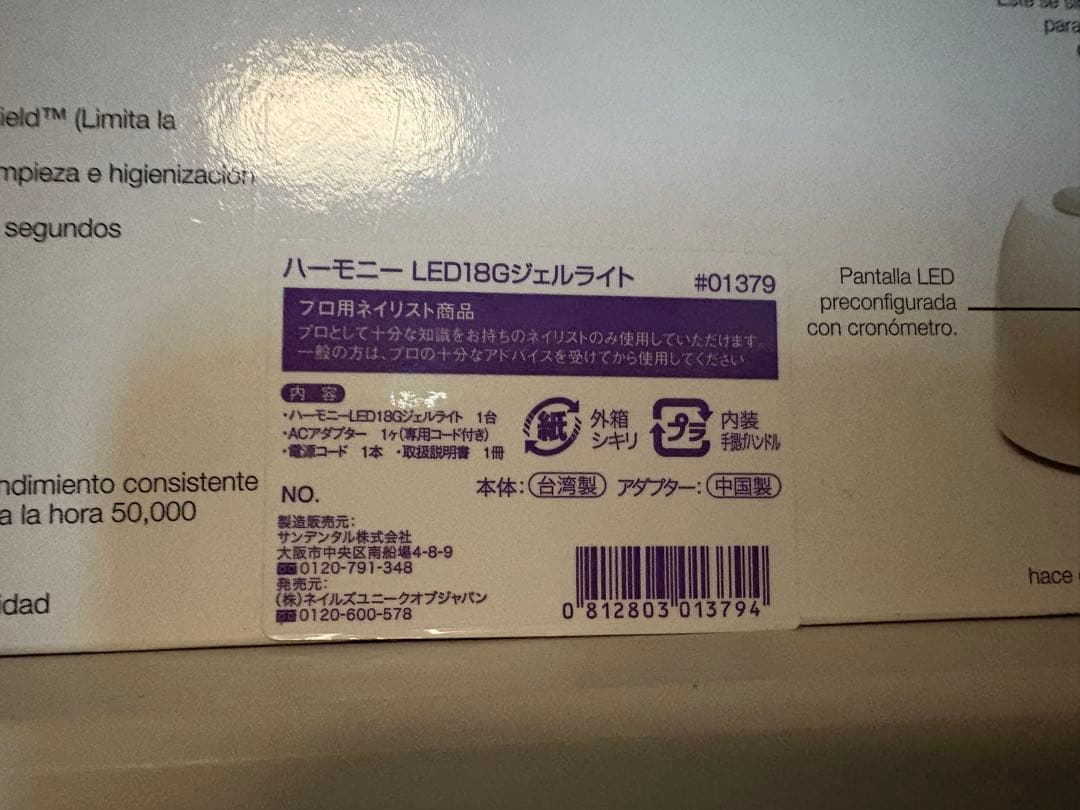 Este se
para
ield™ (Limita la
mpieza e higienización
segundos
ndimiento consistente
a la hora 50,000
idad
ハーモニー LED18Gジェルライト #01379
プロ用ネイリスト商品
プロとして十分な知識をお持ちのネイリストのみ使用していただけます。
一般の方は、プロの十分なアドバイスを受けてから使用してください
内 容
・ハーモニーLED18Gジェルライト 1台
・ACアダプター 1ヶ(専用コード付き)
・電源コード 1本 ・取扱説明書 1冊
紙 外箱
シキリ
プラ 内装
手提げハンドル
NO.
本体:台湾製 アダプター:中国製
製造販売元:
サンデンタル株式会社
大阪市中央区南船場4-8-9
0120-791-348
発売元:
(株)ネイルズユニークオブジャパン
0120-600-578
0 812803 013794
Pantalla LED
preconfigurada
con cronómetro.
hace